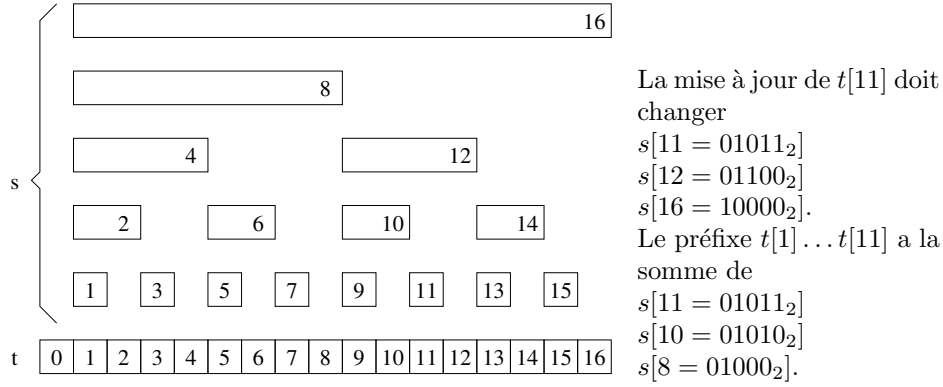 16
8
4 12
s
2 6 10 14
1 3 5 7 9 11 13 15
t 0 1 2 3 4 5 6 7 8 9 10 11 12 13 14 15 16
La mise à jour de t[11] doit
changer
s[11 = 01011₂]
s[12 = 01100₂]
s[16 = 10000₂].
Le préfixe t[1] . . . t[11] a la
somme de
s[11 = 01011₂]
s[10 = 01010₂]
s[8 = 01000₂].